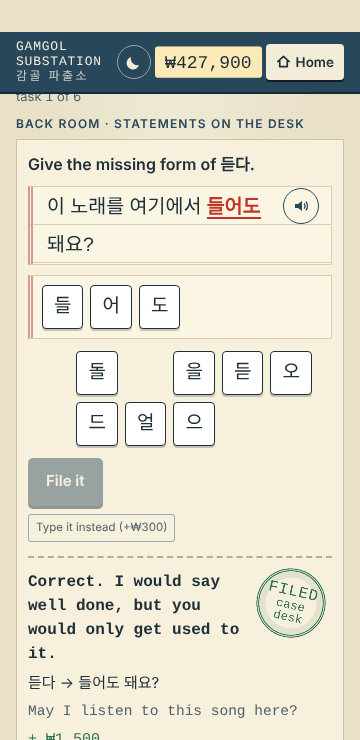 GAMGOL
SUBSTATION
감골 파출소
₩427,900
Home
task 1 of 6
BACK ROOM · STATEMENTS ON THE DESK
Give the missing form of 듣다.
이 노래를 여기에서 들어도
돼요?
들 어 도
돌 을 듣 오
드 얼 으
File it
Type it instead (+₩300)
Correct. I would say
well done, but you
would only get used to
it.
FILED
case
desk
듣다 → 들어도 돼요?
May I listen to this song here?
+ ₩1,500